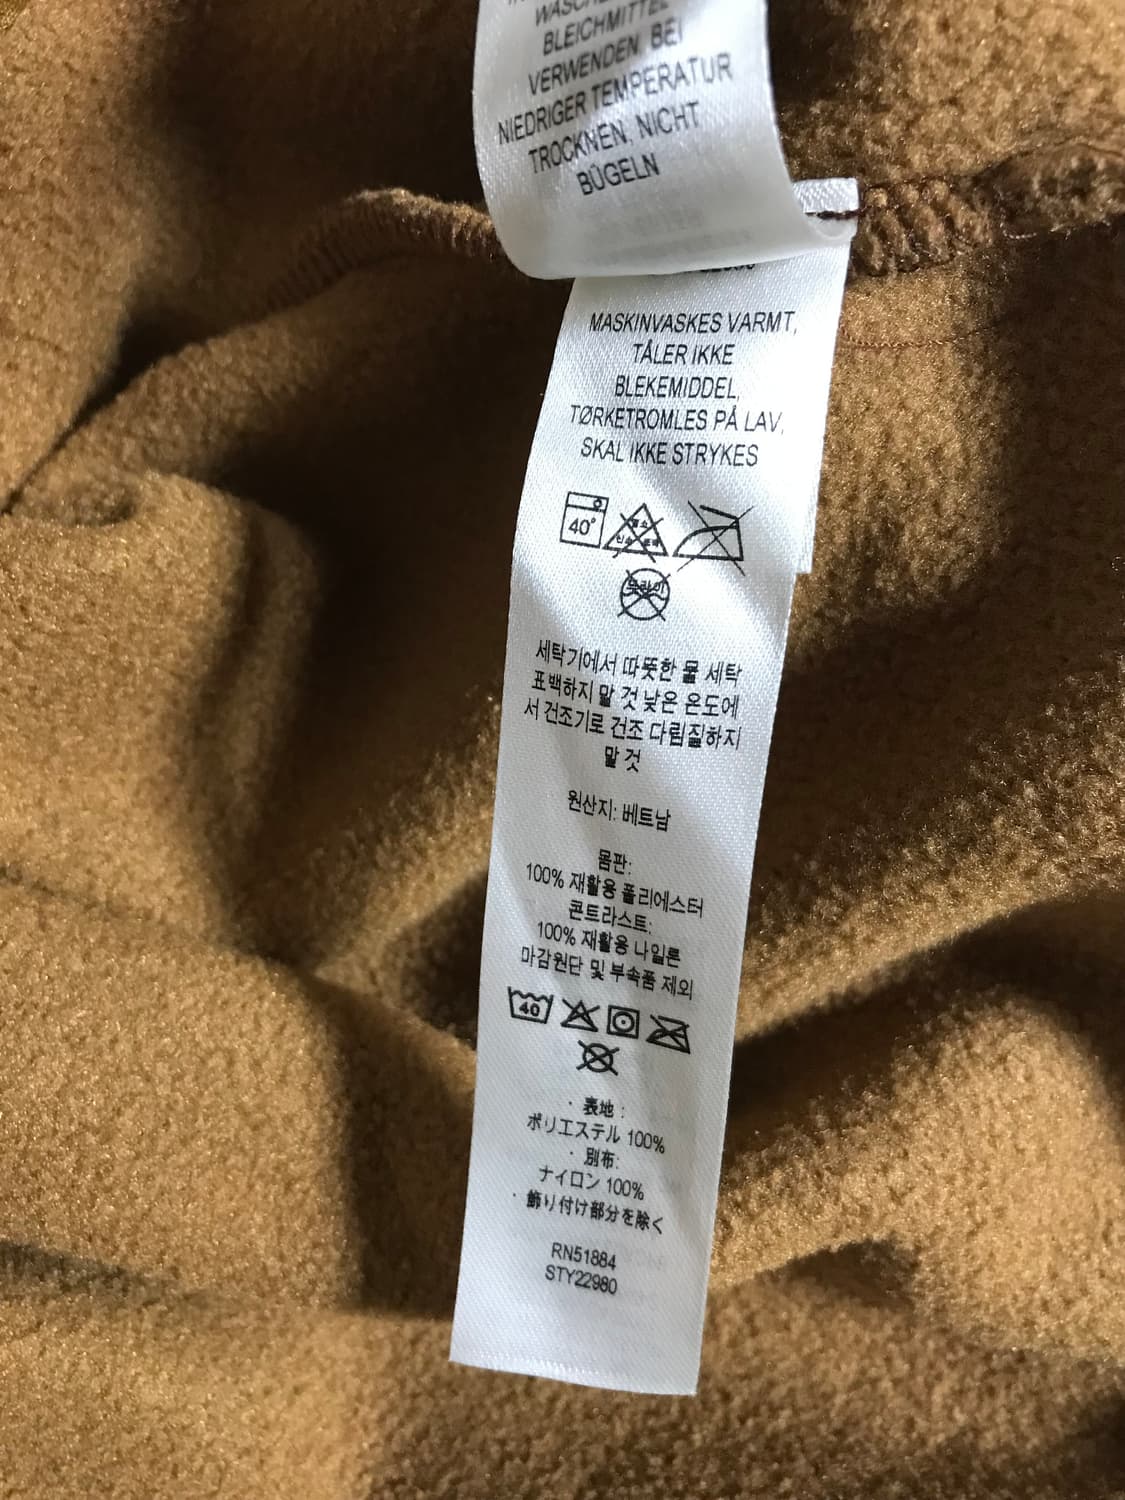 BLEICHMITTEL
VERWENDEN, BEI
NIEDRIGER TEMPERATUR
TROCKNEN, NICHT
BÜGELN
MASKINVASKES VARMT,
TÅLER IKKE
BLEKEMIDDEL,
TØRKETROMLES PÅ LAV,
SKAL IKKE STRYKES
40°
세탁기에서 따뜻한 물 세탁
표백하지 말 것 낮은 온도에
서 건조기로 건조 다림질하지
말 것
원산지: 베트남
몸판:
100% 재활용 폴리에스터
콘트라스트:
100% 재활용 나일론
마감원단 및 부속품 제외
40
· 表地 :
ポリエステル 100%
· 別布:
ナイロン 100%
· 飾り付け部分を除く
RN51884
STY22980